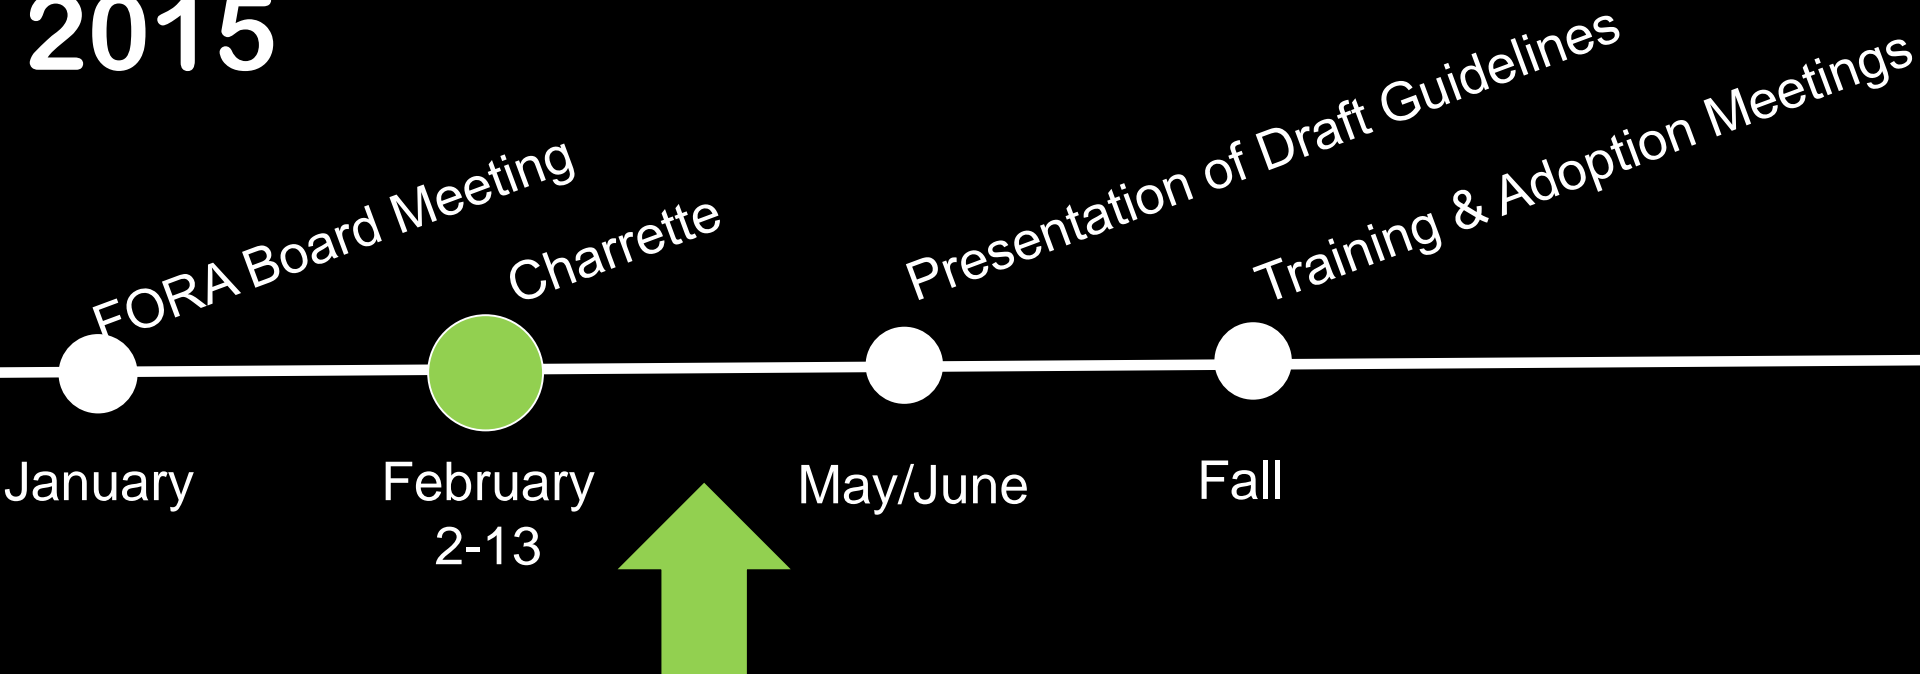 2015
FORA Board Meeting
Charrette
Presentation of Draft Guidelines
Training & Adoption Meetings
January
February
2-13
May/June
Fall